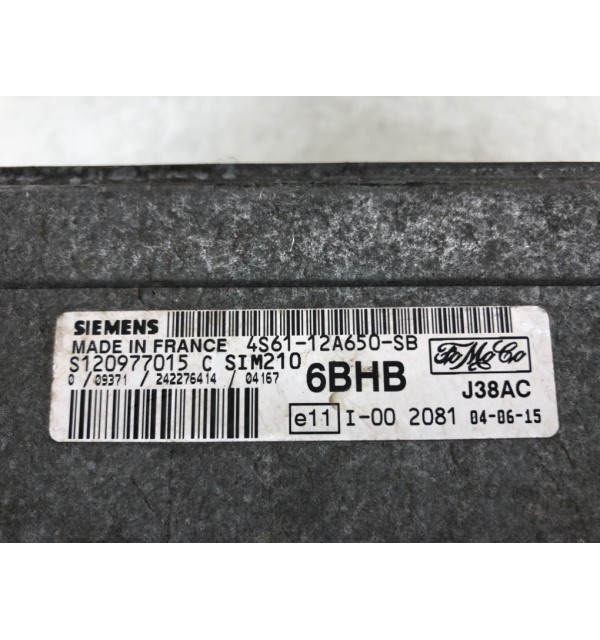 SIEMENS
MADE IN FRANCE 4S61-12A650-SB
S120977015 C SIM210
0 / 09371 / 242276414 / 04167
6BHB
FoMoCo
J38AC
e11 I-00 2081 04-06-15